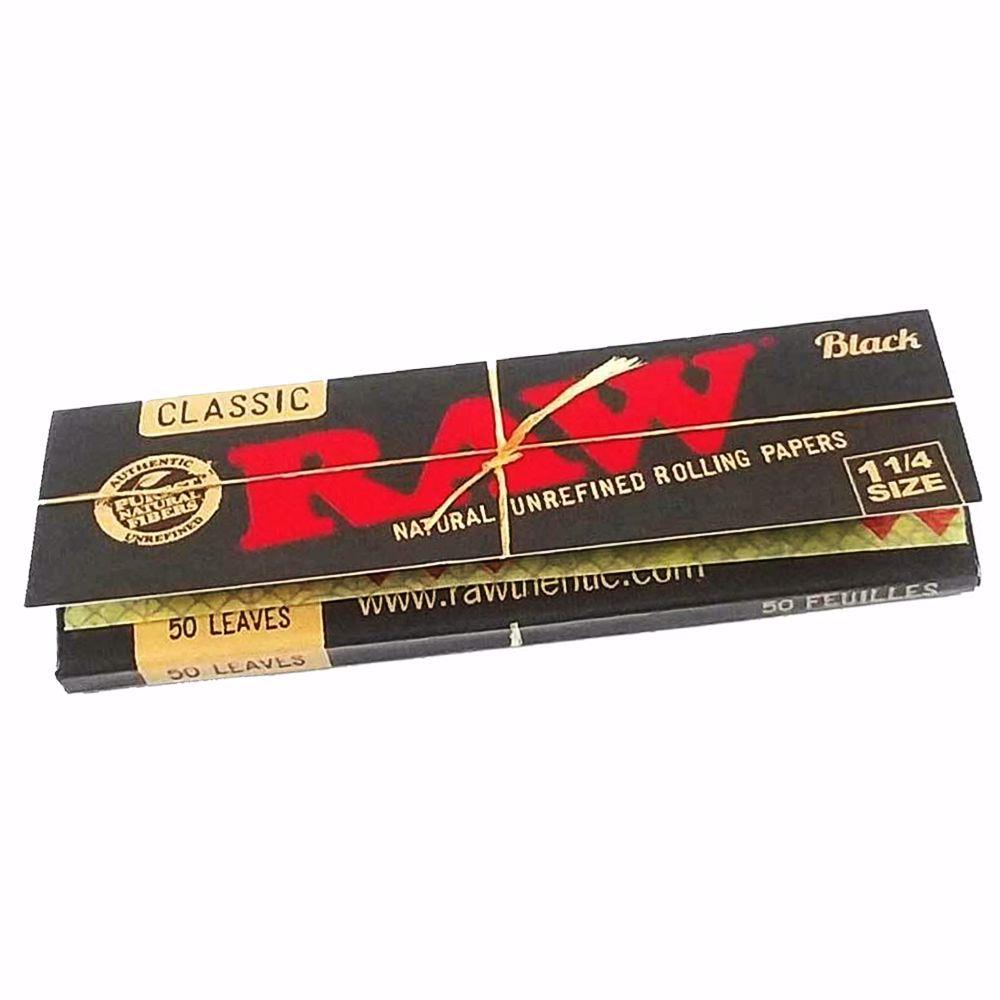 Black
CLASSIC
RAW®
AUTHENTIC
PUREST
NATURAL
FIBERS
UNREFINED
NATURAL UNREFINED ROLLING PAPERS
1 1/4
SIZE
www.rawthentic.com
50 LEAVES
50 FEUILLES
50 LEAVES